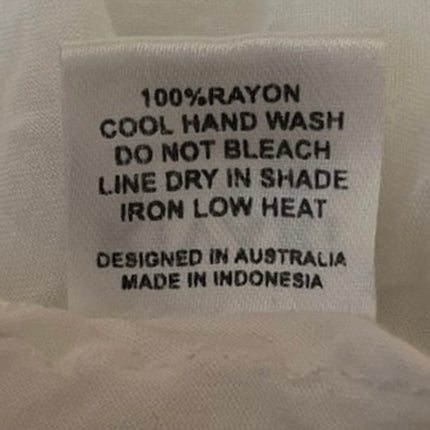 100%RAYON
COOL HAND WASH
DO NOT BLEACH
LINE DRY IN SHADE
IRON LOW HEAT
DESIGNED IN AUSTRALIA
MADE IN INDONESIA